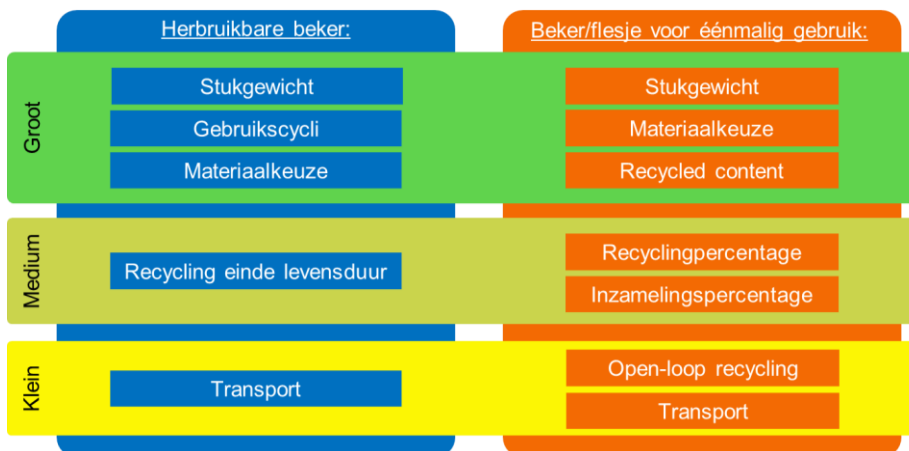 Herbruikbare beker:
Beker/flesje voor éénmalig gebruik:
Groot
Stukgewicht
Gebruikscycli
Materiaalkeuze
Stukgewicht
Materiaalkeuze
Recycled content
Medium
Recycling einde levensduur
Recyclingpercentage
Inzamelingspercentage
Klein
Transport
Open-loop recycling
Transport